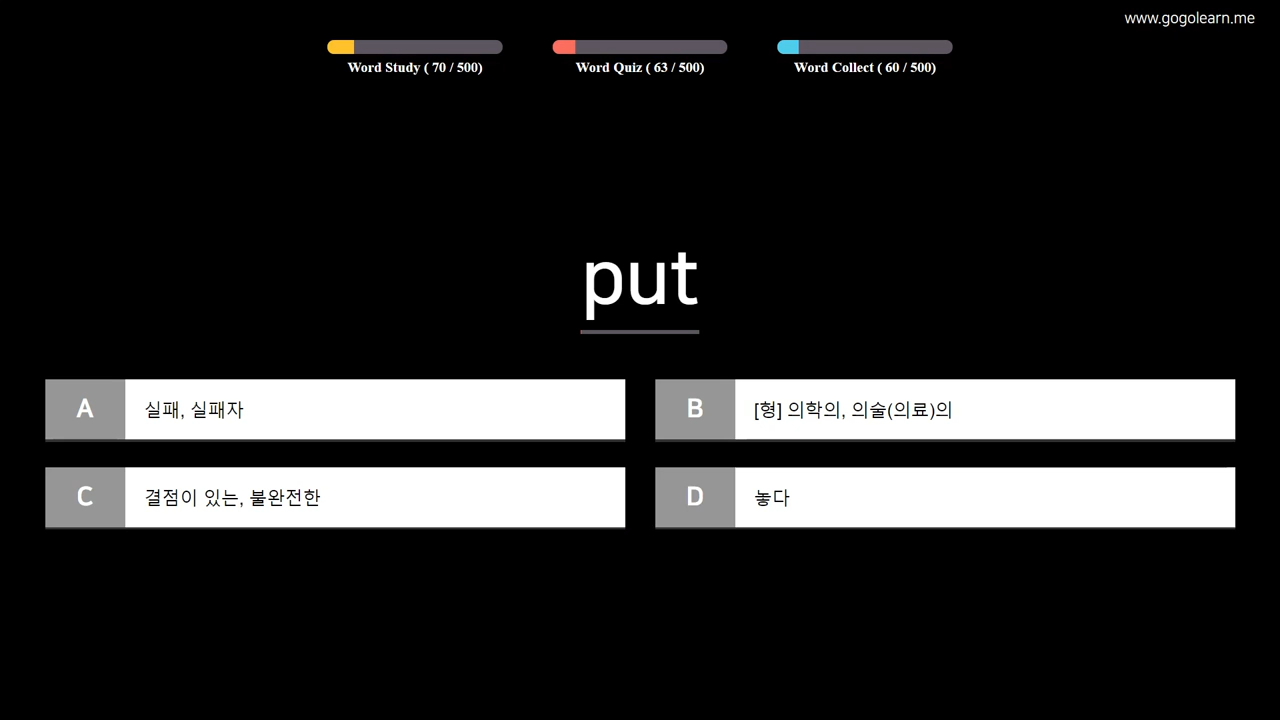 www.gogolearn.me
Word Study ( 70 / 500)
Word Quiz ( 63 / 500)
Word Collect ( 60 / 500)
put
A 실패, 실패자
B [형] 의학의, 의술(의료)의
C 결점이 있는, 불완전한
D 놓다